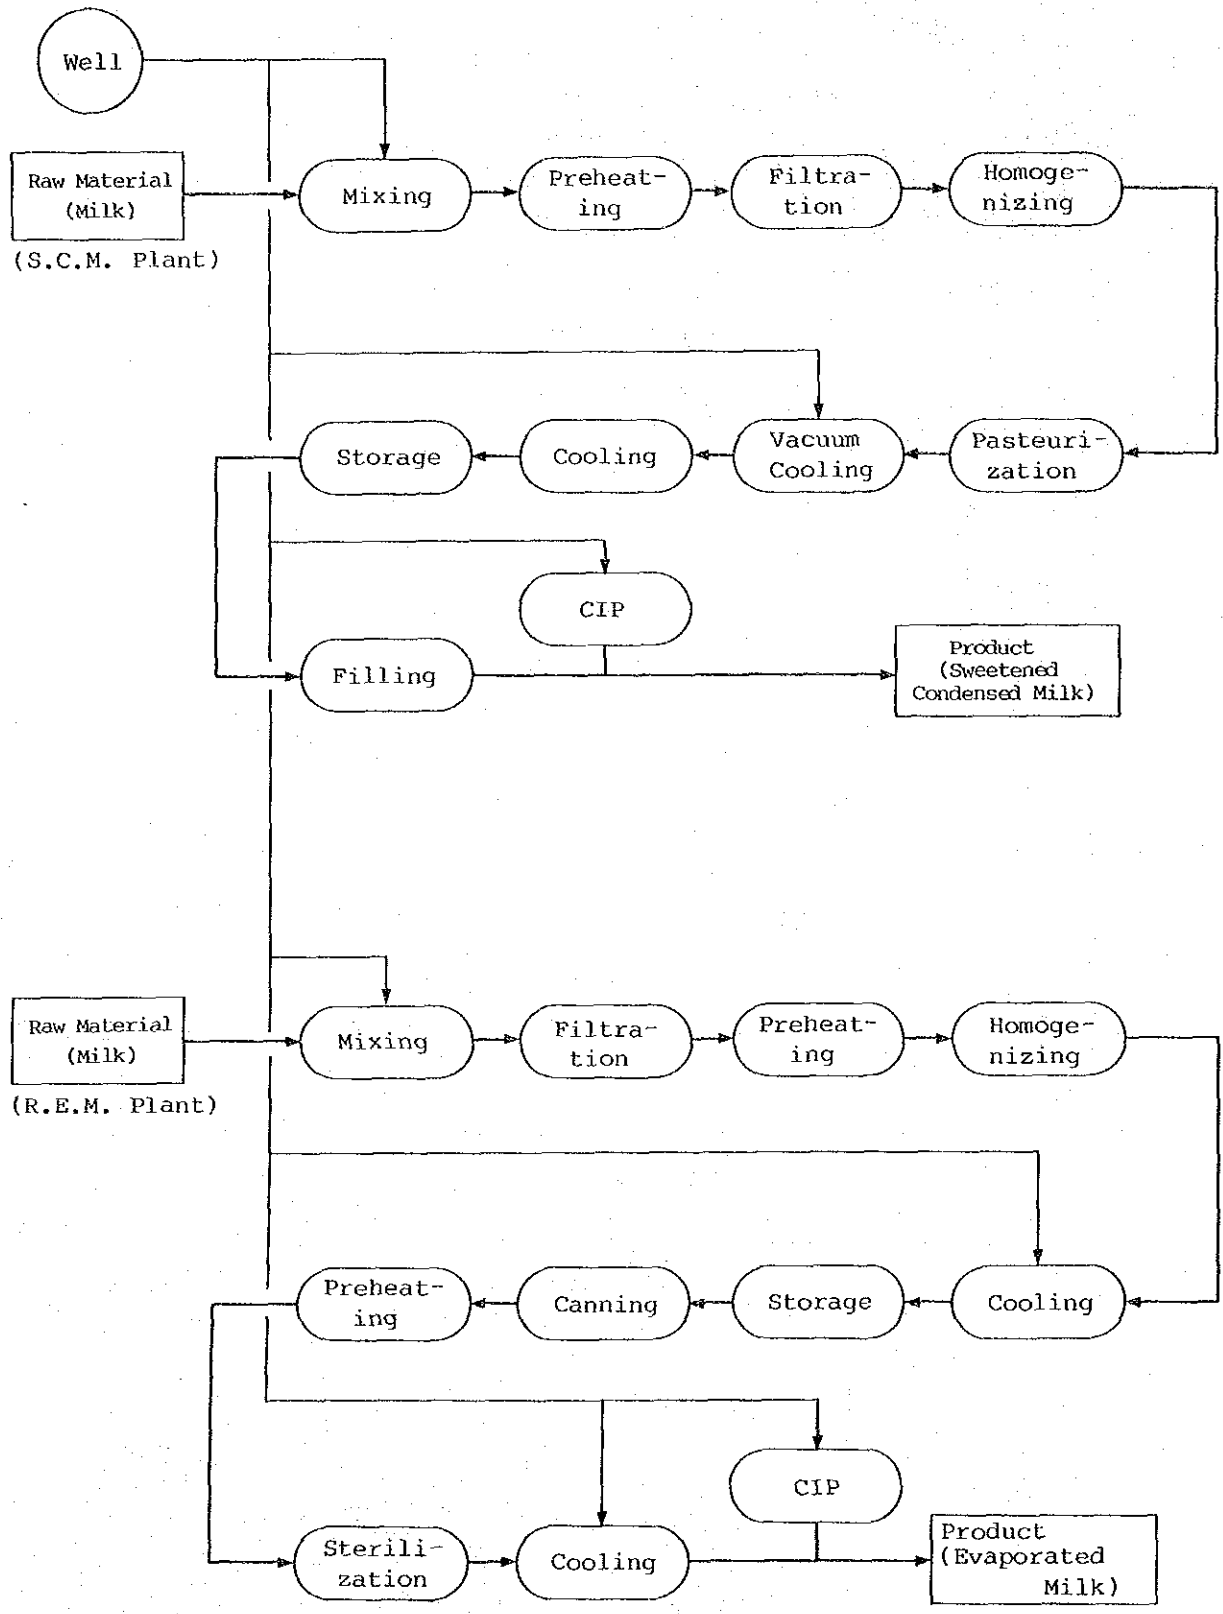 Well
Raw Material
(Milk)
(S.C.M. Plant)
Mixing
Preheat-
ing
Filtra-
tion
Homoge-
nizing
Storage
Cooling
Vacuum
Cooling
Pasteuri-
zation
CIP
Filling
Product
(Sweetened
Condensed Milk)
Raw Material
(Milk)
(R.E.M. Plant)
Mixing
Filtra-
tion
Preheat-
ing
Homoge-
nizing
Preheat-
ing
Canning
Storage
Cooling
CIP
Sterili-
zation
Cooling
Product
(Evaporated
Milk)